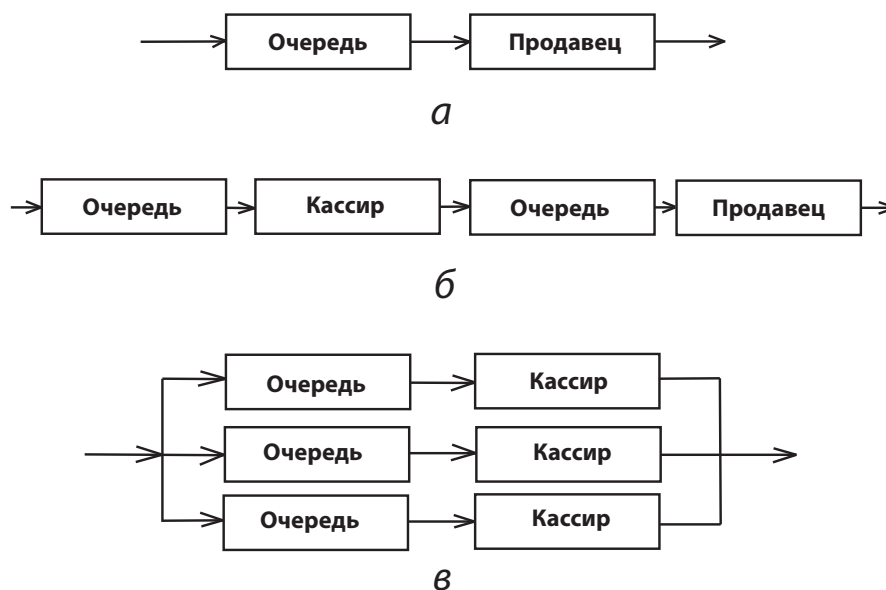 Очередь Продавец
а
Очередь Кассир Очередь Продавец
б
Очередь Кассир
Очередь Кассир
Очередь Кассир
в